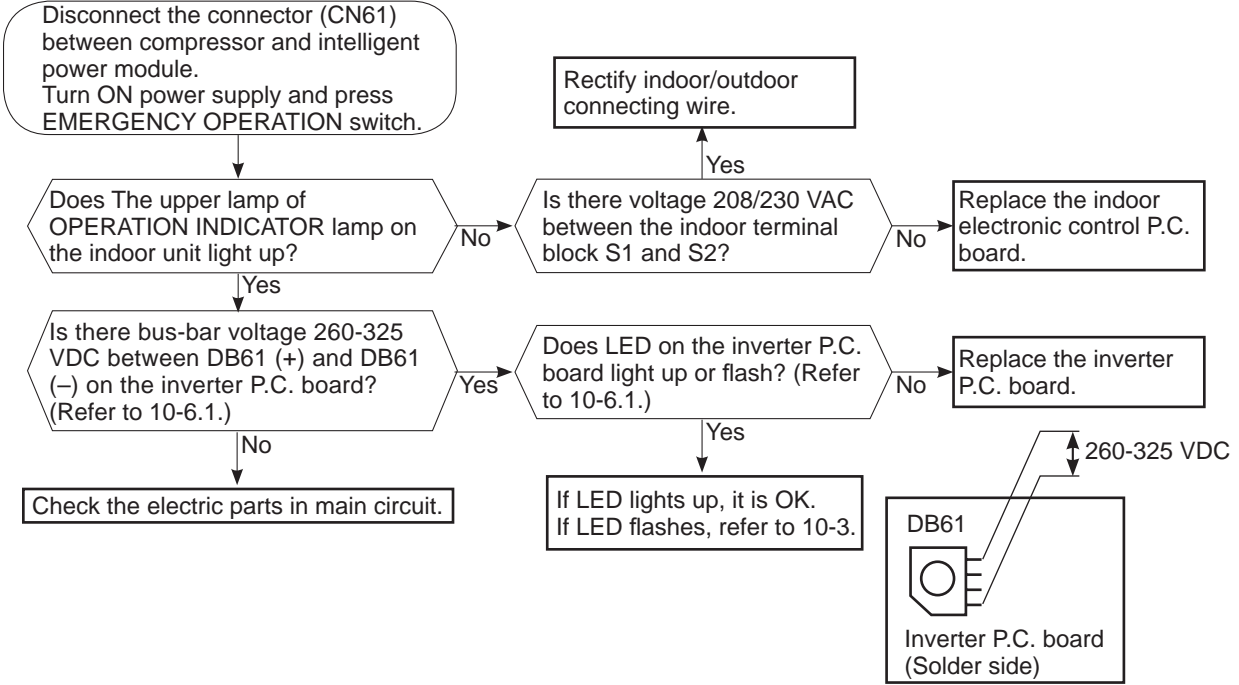 Disconnect the connector (CN61)
between compressor and intelligent
power module.
Turn ON power supply and press
EMERGENCY OPERATION switch.
Rectify indoor/outdoor
connecting wire.
Yes
Does The upper lamp of
OPERATION INDICATOR lamp on
the indoor unit light up?
No
Is there voltage 208/230 VAC
between the indoor terminal
block S1 and S2?
No
Replace the indoor
electronic control P.C.
board.
Yes
Is there bus-bar voltage 260-325
VDC between DB61 (+) and DB61
(–) on the inverter P.C. board?
(Refer to 10-6.1.)
Yes
Does LED on the inverter P.C.
board light up or flash? (Refer
to 10-6.1.)
No
Replace the inverter
P.C. board.
No
Yes
Check the electric parts in main circuit.
If LED lights up, it is OK.
If LED flashes, refer to 10-3.
260-325 VDC
DB61
Inverter P.C. board
(Solder side)